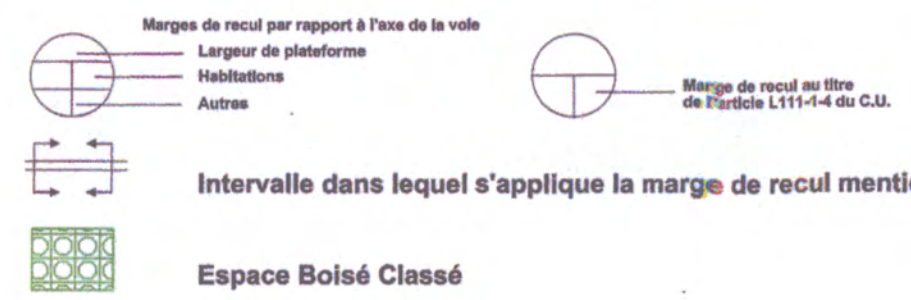 Marges de recul par rapport à l'axe de la voie
Largeur de plateforme
Habitations
Autres
Marge de recul au titre
de l'article L111-1-4 du C.U.
Intervalle dans lequel s'applique la marge de recul
Espace Boisé Classé